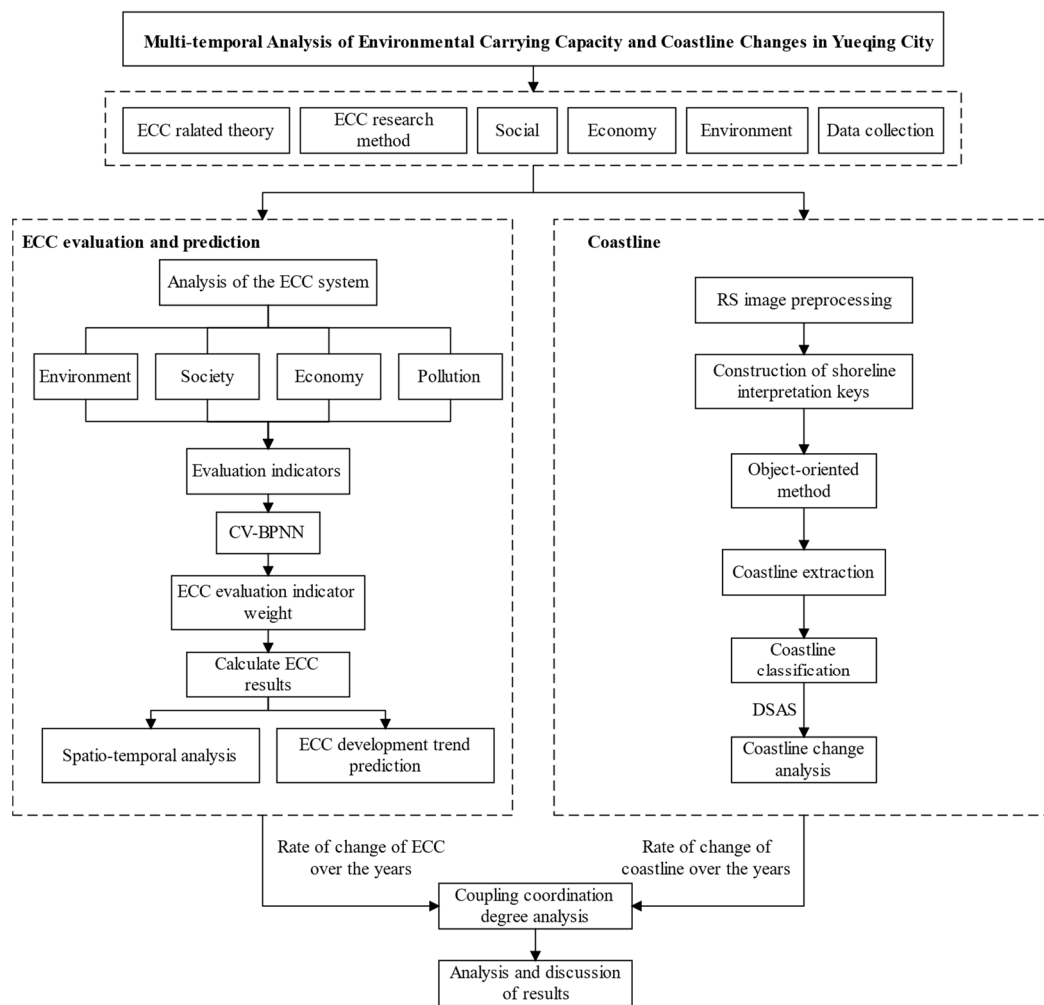 Multi-temporal Analysis of Environmental Carrying Capacity and Coastline Changes in Yueqing City
ECC ralated theory
ECC research
method
Social
Economy
Environment
Data collection
ECC evaluation and prediction
Analysis of the ECC system
Environment
Society
Economy
Pollution
Evaluation indicators
CV-BPNN
ECC evaluation indicator
weight
Calculate ECC
results
Spatio-temporal analysis
ECC development trend
prediction
Coastline
RS image preprocessing
Construction of shoreline
interpretation keys
Object-oriented
method
Coastline extraction
Coastline
classification
DSAS
Coastline change
analysis
Rate of change of ECC
over the years
Rate of change of
coastline over the years
Coupling coordination
degree analysis
Analysis and discussion
of results